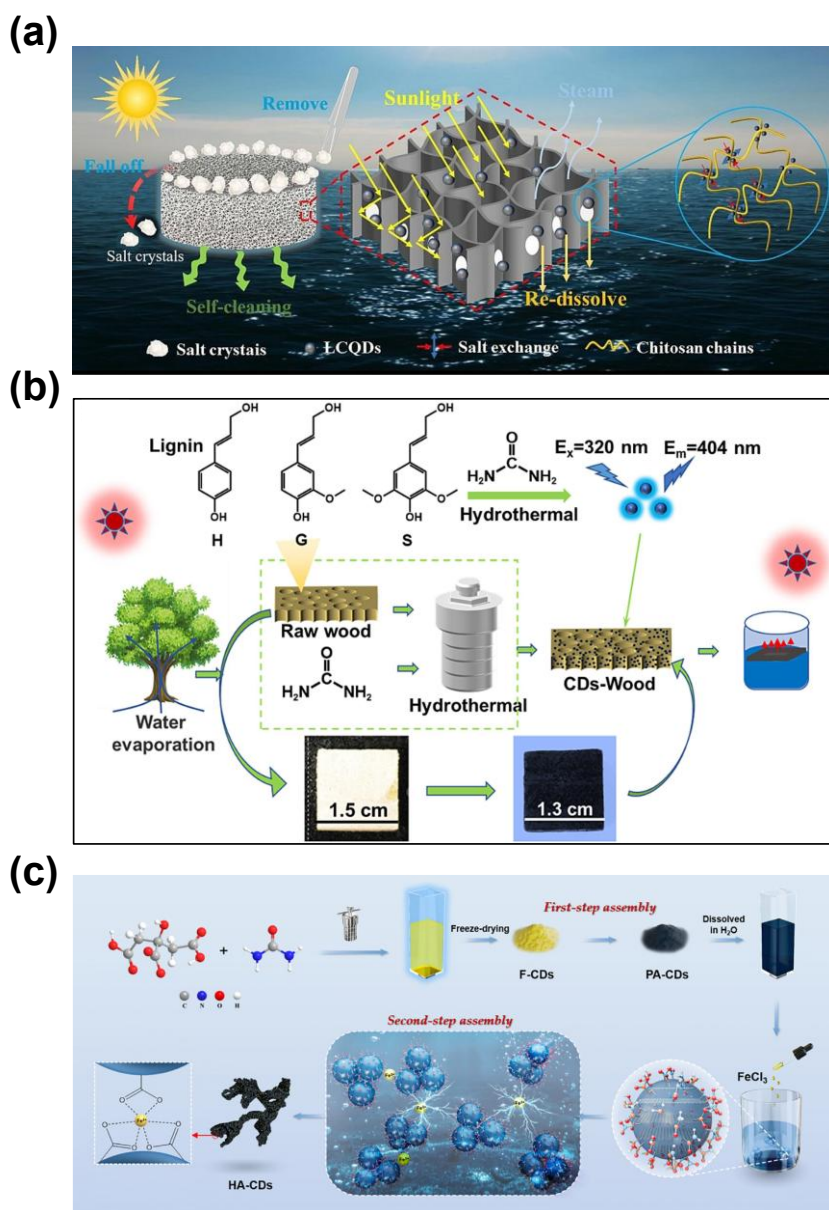 (a)
Remove
Sunlight
Steam
Fall off
Salt crystals
Self-cleaning
Re-dissolve
Salt crystais
LCQDs
Salt exchange
Chitosan chains
(b)
Lignin
OH
OH
OH
O
O
O
OH
OH
OH
H
G
S
O
H₂N
NH₂
Hydrothermal
Eₓ=320 nm
Eₘ=404 nm
Raw wood
O
H₂N
NH₂
Hydrothermal
CDs-Wood
Water
evaporation
1.5 cm
1.3 cm
(c)
First-step assembly
Freeze-drying
Dissolved
in H₂O
+
F-CDs
PA-CDs
C N O H
Second-step assembly
FeCl₃
HA-CDs